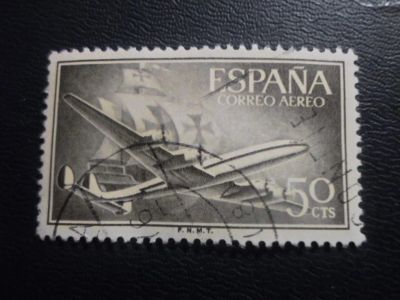 ESPAÑA
CORREO AEREO
50
CTS
F.N.M.T.